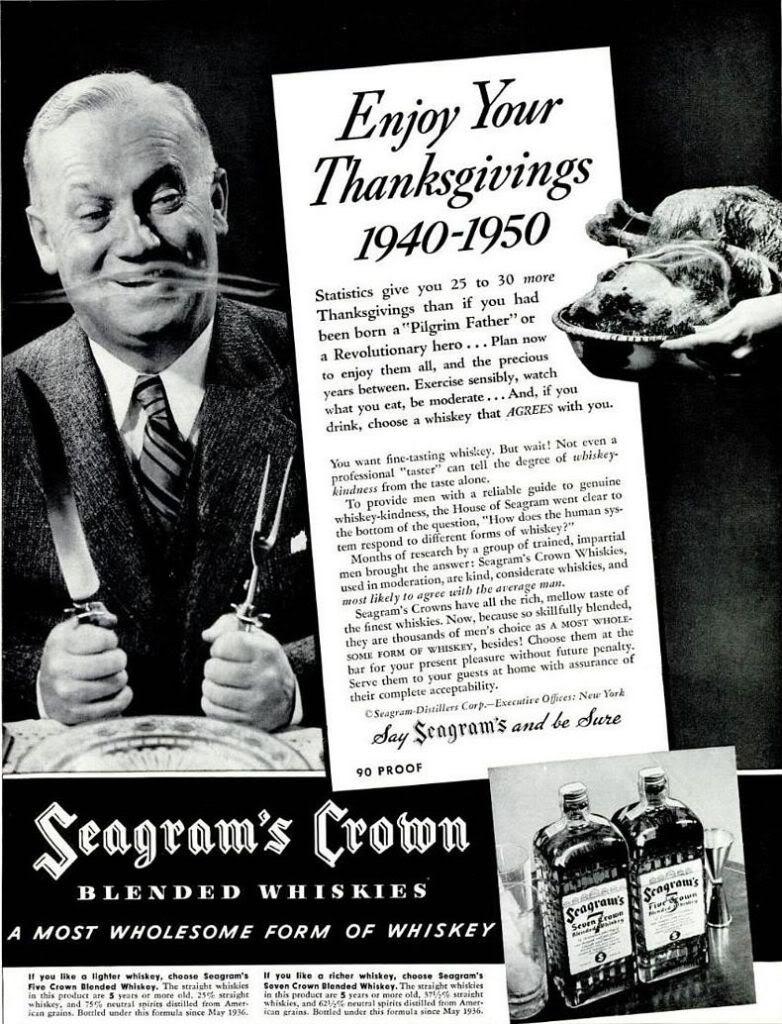 Enjoy Your
Thanksgivings
1940-1950
Statistics give you 25 to 30 more
Thanksgivings than if you had
been born a "Pilgrim Father" or
a Revolutionary hero . . . Plan now
to enjoy them all, and the precious
years between. Exercise sensibly, watch
what you eat, be moderate . . . And, if you
drink, choose a whiskey that AGREES with you.
You want fine-tasting whiskey. But wait! Not even a
professional "taster" can tell the degree of whiskey-
kindness from the taste alone.
To provide men with a reliable guide to genuine
whiskey-kindness, the House of Seagram went clear to
the bottom of the question, "How does the human sys-
tem respond to different forms of whiskey?"
Months of research by a group of trained, impartial
men brought the answer: Seagram's Crown Whiskies,
used in moderation, are kind, considerate whiskies, and
most likely to agree with the average man.
Seagram's Crowns have all the rich, mellow taste of
the finest whiskies. Now, because so skillfully blended,
they are thousands of men's choice as A MOST WHOLE-
SOME FORM OF WHISKEY, besides! Choose them at the
bar for your present pleasure without future penalty.
Serve them to your guests at home with assurance of
their complete acceptability.
©Seagram-Distillers Corp.—Executive Offices: New York
Say Seagram's and be Sure
90 PROOF
Seagram's Crown
BLENDED WHISKIES
A MOST WHOLESOME FORM OF WHISKEY
Seagram's
7
Seven Crown
Blended Whiskey
Seagram's
5
Five Crown
Blended Whiskey
If you like a lighter whiskey, choose Seagram's
Five Crown Blended Whiskey. The straight whiskies
in this product are 5 years or more old, 25% straight
whiskey, and 75% neutral spirits distilled from Amer-
ican grains. Bottled under this formula since May 1936.
If you like a richer whiskey, choose Seagram's
Seven Crown Blended Whiskey. The straight whiskies
in this product are 5 years or more old, 37½% straight
whiskies, and 62½% neutral spirits distilled from Amer-
ican grains. Bottled under this formula since May 1936.